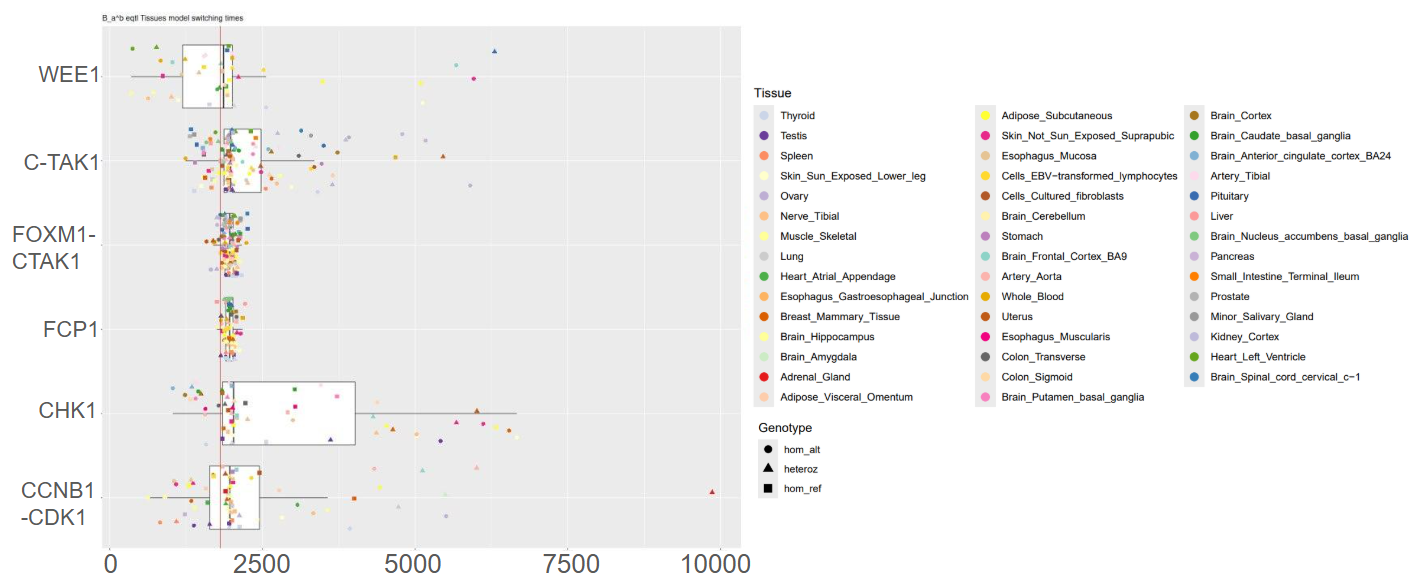 B_a^b eqtl Tissues model switching times
WEE1
C-TAK1
FOXM1-
CTAK1
FCP1
CHK1
CCNB1
-CDK1
0
2500
5000
7500
10000
Tissue
Thyroid
Testis
Spleen
Skin_Sun_Exposed_Lower_leg
Ovary
Nerve_Tibial
Muscle_Skeletal
Lung
Heart_Atrial_Appendage
Esophagus_Gastroesophageal_Junction
Breast_Mammary_Tissue
Brain_Hippocampus
Brain_Amygdala
Adrenal_Gland
Adipose_Visceral_Omentum
Adipose_Subcutaneous
Skin_Not_Sun_Exposed_Suprapubic
Esophagus_Mucosa
Cells_EBV−transformed_lymphocytes
Cells_Cultured_fibroblasts
Brain_Cerebellum
Stomach
Brain_Frontal_Cortex_BA9
Artery_Aorta
Whole_Blood
Uterus
Esophagus_Muscularis
Colon_Transverse
Colon_Sigmoid
Brain_Putamen_basal_ganglia
Brain_Cortex
Brain_Caudate_basal_ganglia
Brain_Anterior_cingulate_cortex_BA24
Artery_Tibial
Pituitary
Liver
Brain_Nucleus_accumbens_basal_ganglia
Pancreas
Small_Intestine_Terminal_Ileum
Prostate
Minor_Salivary_Gland
Kidney_Cortex
Heart_Left_Ventricle
Brain_Spinal_cord_cervical_c−1
Genotype
hom_alt
heteroz
hom_ref